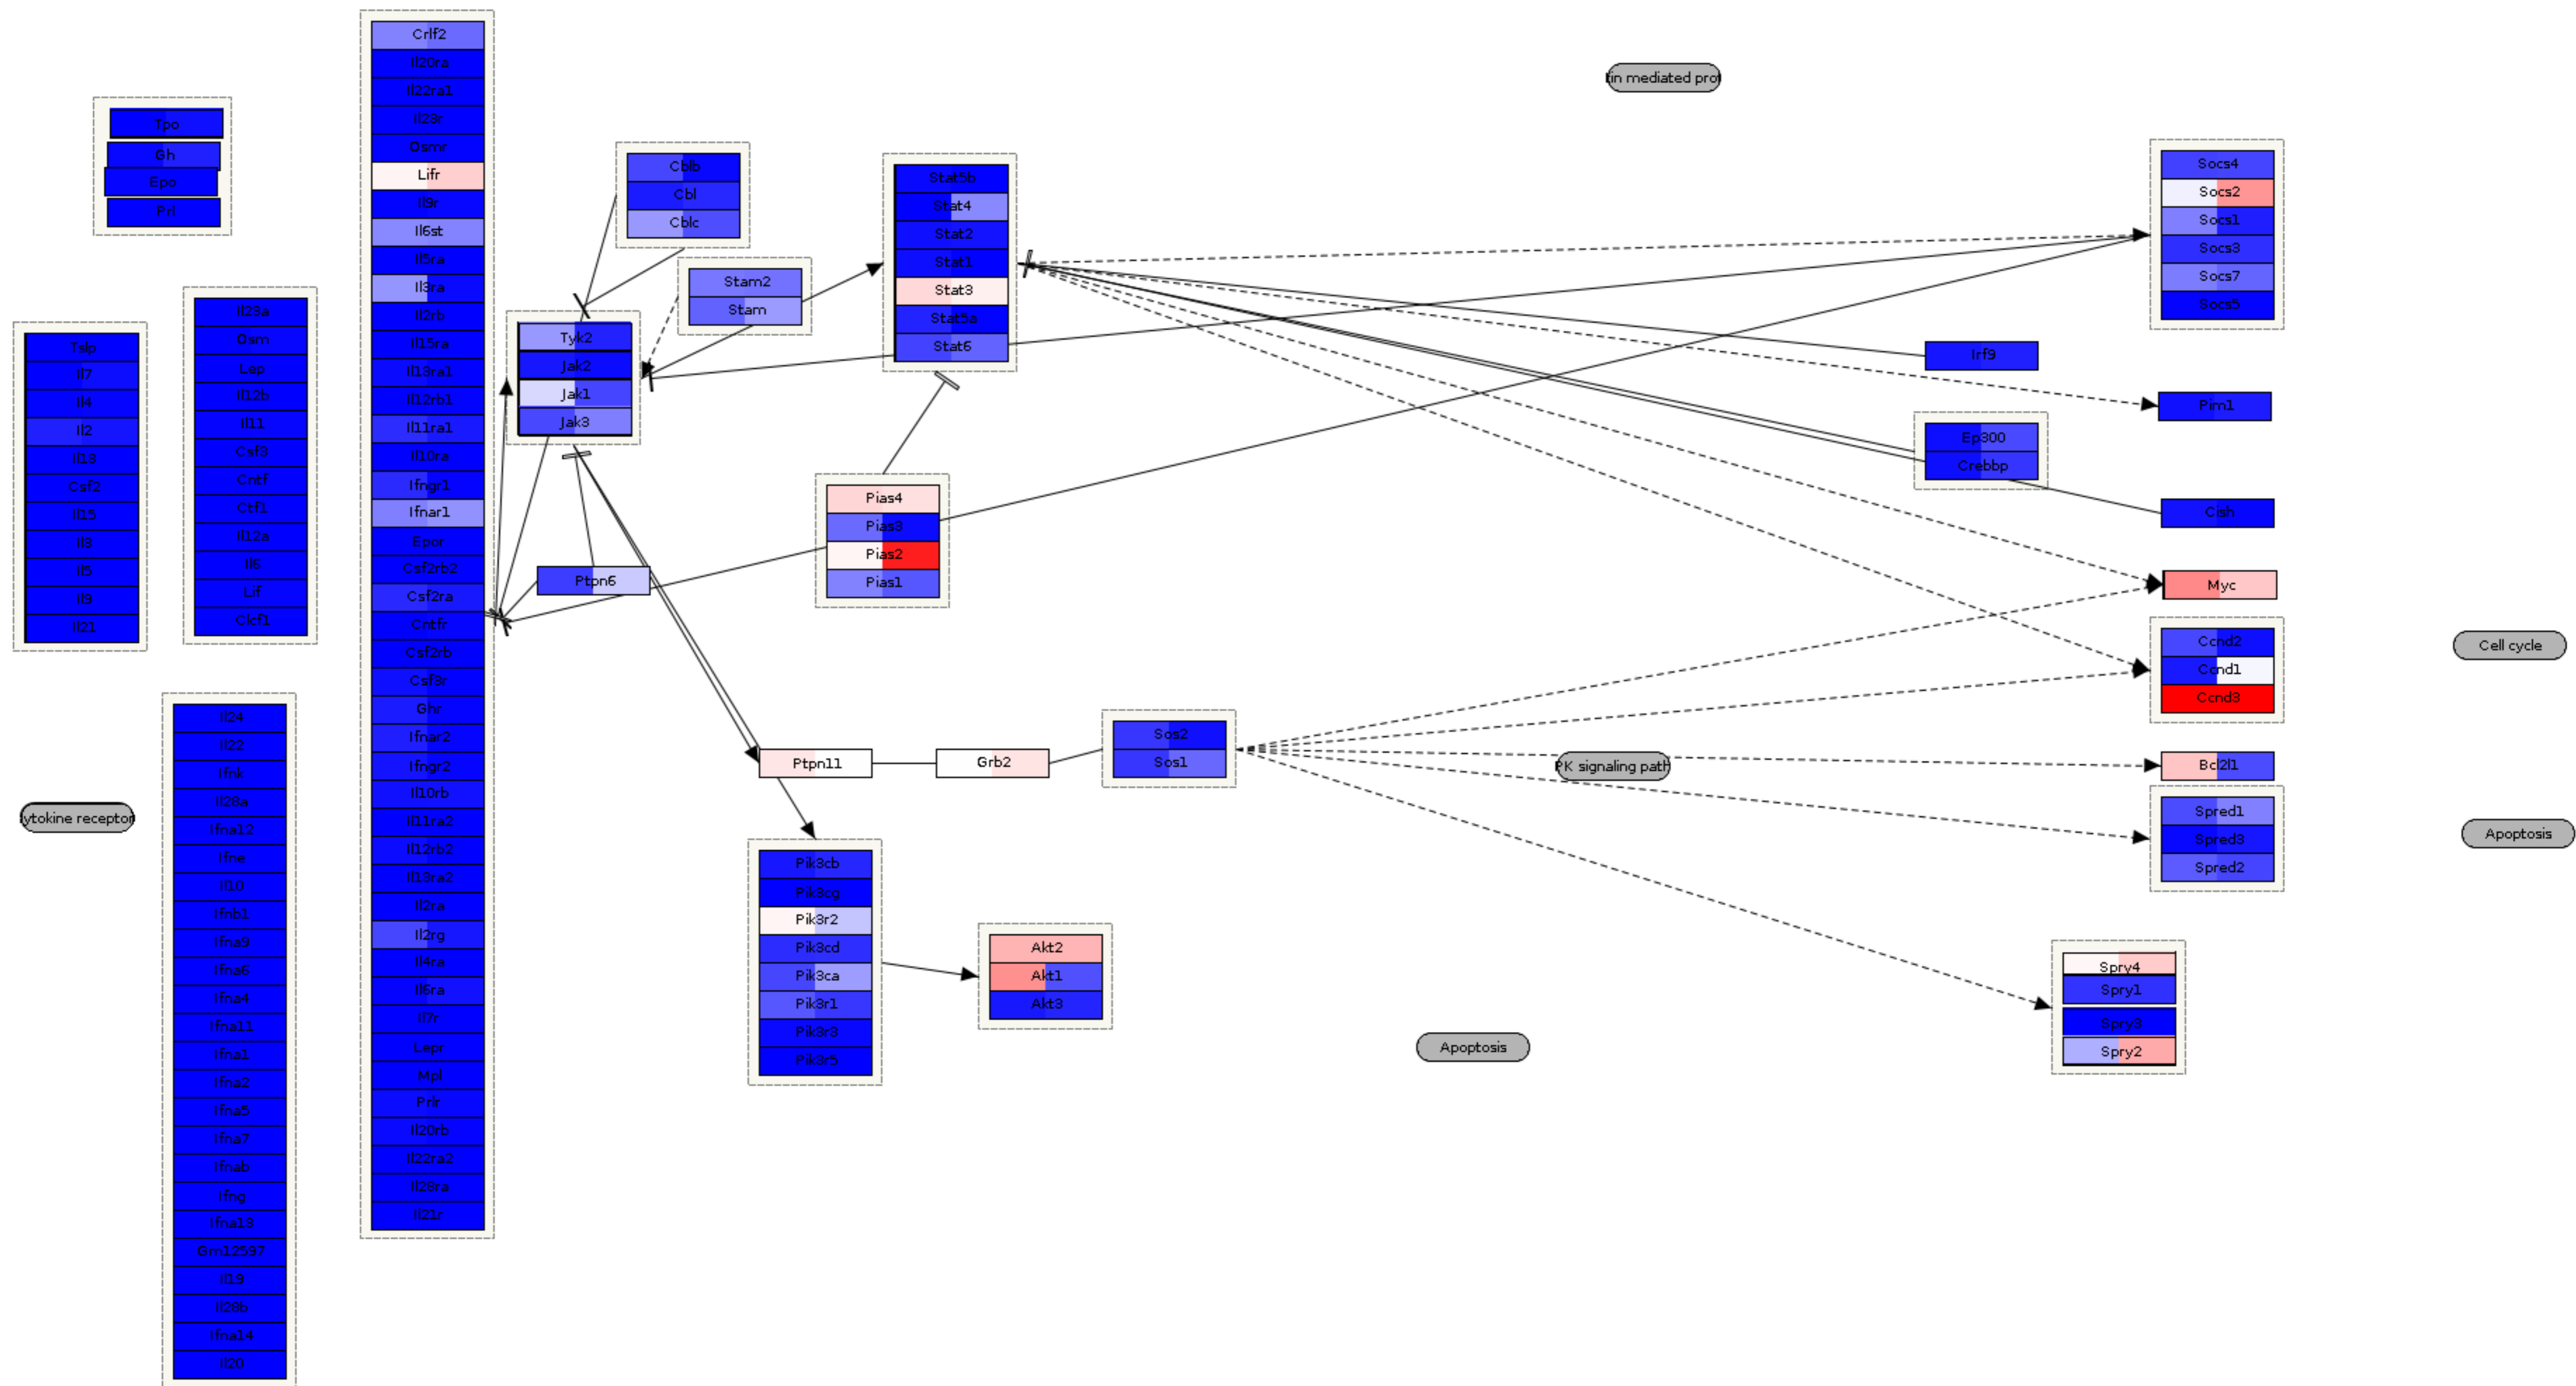 Tpo
Gh
Epo
Prl
Tslp
Il7
Il4
Il2
Il13
Csf2
Il15
Il3
Il5
Il9
Il21
Il23a
Osm
Lep
Il12b
Il11
Csf3
Cntf
Ctf1
Il12a
Il6
Lif
Clcf1
ytokine receptor
Il24
Il22
Ifnk
Il28a
Ifna12
Ifne
Il10
Ifnb1
Ifna9
Ifna6
Ifna4
Ifna11
Ifna1
Ifna2
Ifna5
Ifna7
Ifnab
Ifng
Ifna13
Gm12597
Il19
Il28b
Ifna14
Il20
Crlf2
Il20ra
Il22ra1
Il23r
Osmr
Lifr
Il9r
Il6st
Il5ra
Il3ra
Il2rb
Il15ra
Il13ra1
Il12rb1
Il11ra1
Il10ra
Ifngr1
Ifnar1
Epor
Csf2rb2
Csf2ra
Cntfr
Csf2rb
Csf3r
Ghr
Ifnar2
Ifngr2
Il10rb
Il11ra2
Il12rb2
Il13ra2
Il2ra
Il2rg
Il4ra
Il6ra
Il7r
Lepr
Mpl
Prlr
Il20rb
Il22ra2
Il28ra
Il21r
Cblb
Cbl
Cblc
Stam2
Stam
Tyk2
Jak2
Jak1
Jak3
Ptpn6
Stat5b
Stat4
Stat2
Stat1
Stat3
Stat5a
Stat6
Pias4
Pias3
Pias2
Pias1
Ptpn11
Grb2
Sos2
Sos1
Pik3cb
Pik3cg
Pik3r2
Pik3cd
Pik3ca
Pik3r1
Pik3r3
Pik3r5
Akt2
Akt1
Akt3
tin mediated prot
PK signaling path
Apoptosis
Socs4
Socs2
Socs1
Socs3
Socs7
Socs5
Irf9
Pim1
Ep300
Crebbp
Cish
Myc
Ccnd2
Ccnd1
Ccnd3
Bcl2l1
Spred1
Spred3
Spred2
Spry4
Spry1
Spry3
Spry2
Cell cycle
Apoptosis